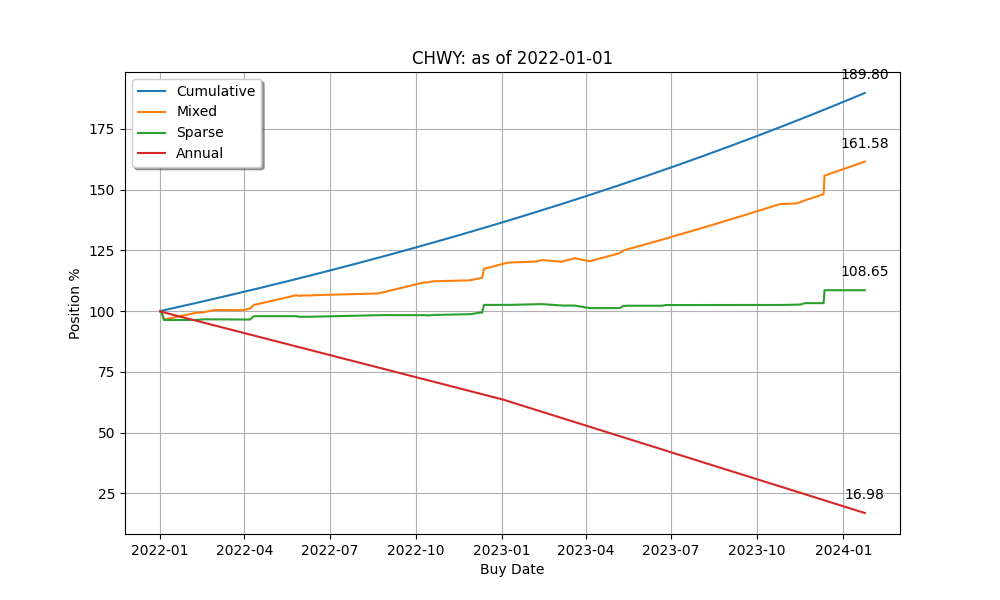 CHWY: as of 2022-01-01
189.80
Cumulative
Mixed
Sparse
Annual
161.58
108.65
16.98
Position %
175
150
125
100
75
50
25
2022-01 2022-04 2022-07 2022-10 2023-01 2023-04 2023-07 2023-10 2024-01
Buy Date